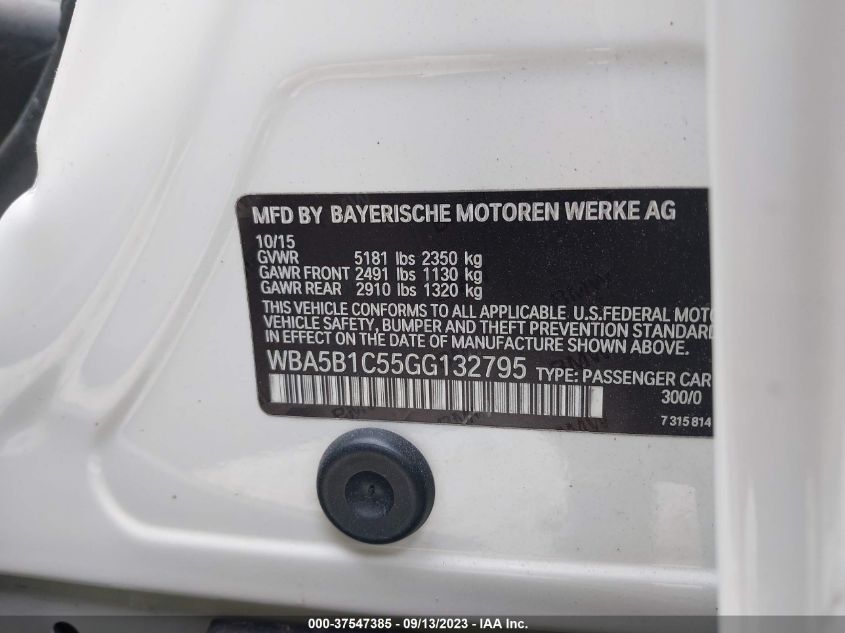 MFD BY BAYERISCHE MOTOREN WERKE AG
10/15
GVWR 5181 lbs 2350 kg
GAWR FRONT 2491 lbs 1130 kg
GAWR REAR 2910 lbs 1320 kg
THIS VEHICLE CONFORMS TO ALL APPLICABLE U.S.FEDERAL MOTO
VEHICLE SAFETY, BUMPER AND THEFT PREVENTION STANDARD
IN EFFECT ON DATE OF MANUFACTURE SHOWN ABOVE.
WBA5B1C55GG132795 TYPE: PASSENGER CAR
300/0
7 315 814
000-37547385 - 09/13/2023 - IAA Inc.